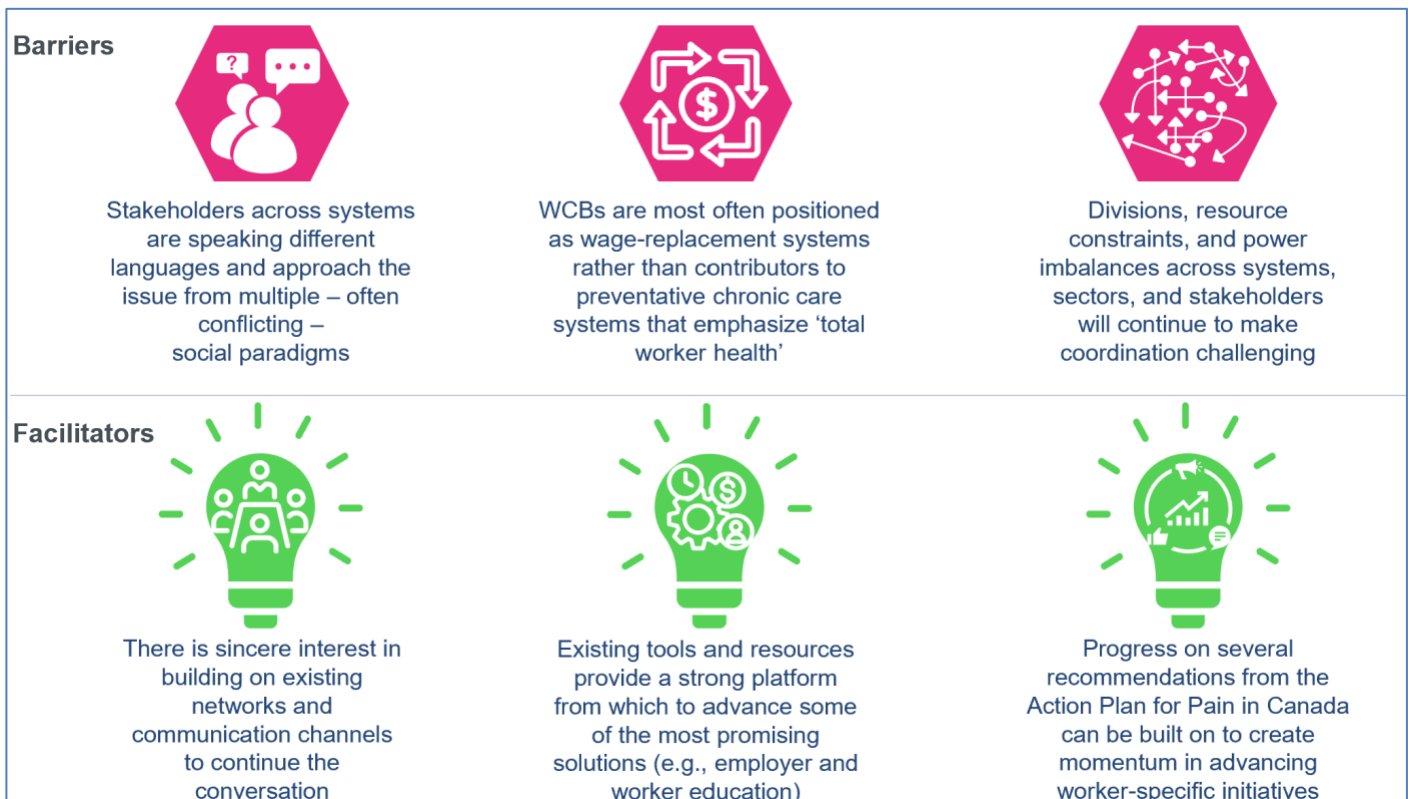 Barriers
?
$
Stakeholders across systems
are speaking different
languages and approach the
issue from multiple – often
conflicting –
social paradigms
WCBs are most often positioned
as wage-replacement systems
rather than contributors to
preventative chronic care
systems that emphasize ‘total
worker health’
Divisions, resource
constraints, and power
imbalances across systems,
sectors, and stakeholders
will continue to make
coordination challenging
Facilitators
$
There is sincere interest in
building on existing
networks and
communication channels
to continue the
conversation
Existing tools and resources
provide a strong platform
from which to advance some
of the most promising
solutions (e.g., employer and
worker education)
Progress on several
recommendations from the
Action Plan for Pain in Canada
can be built on to create
momentum in advancing
worker-specific initiatives